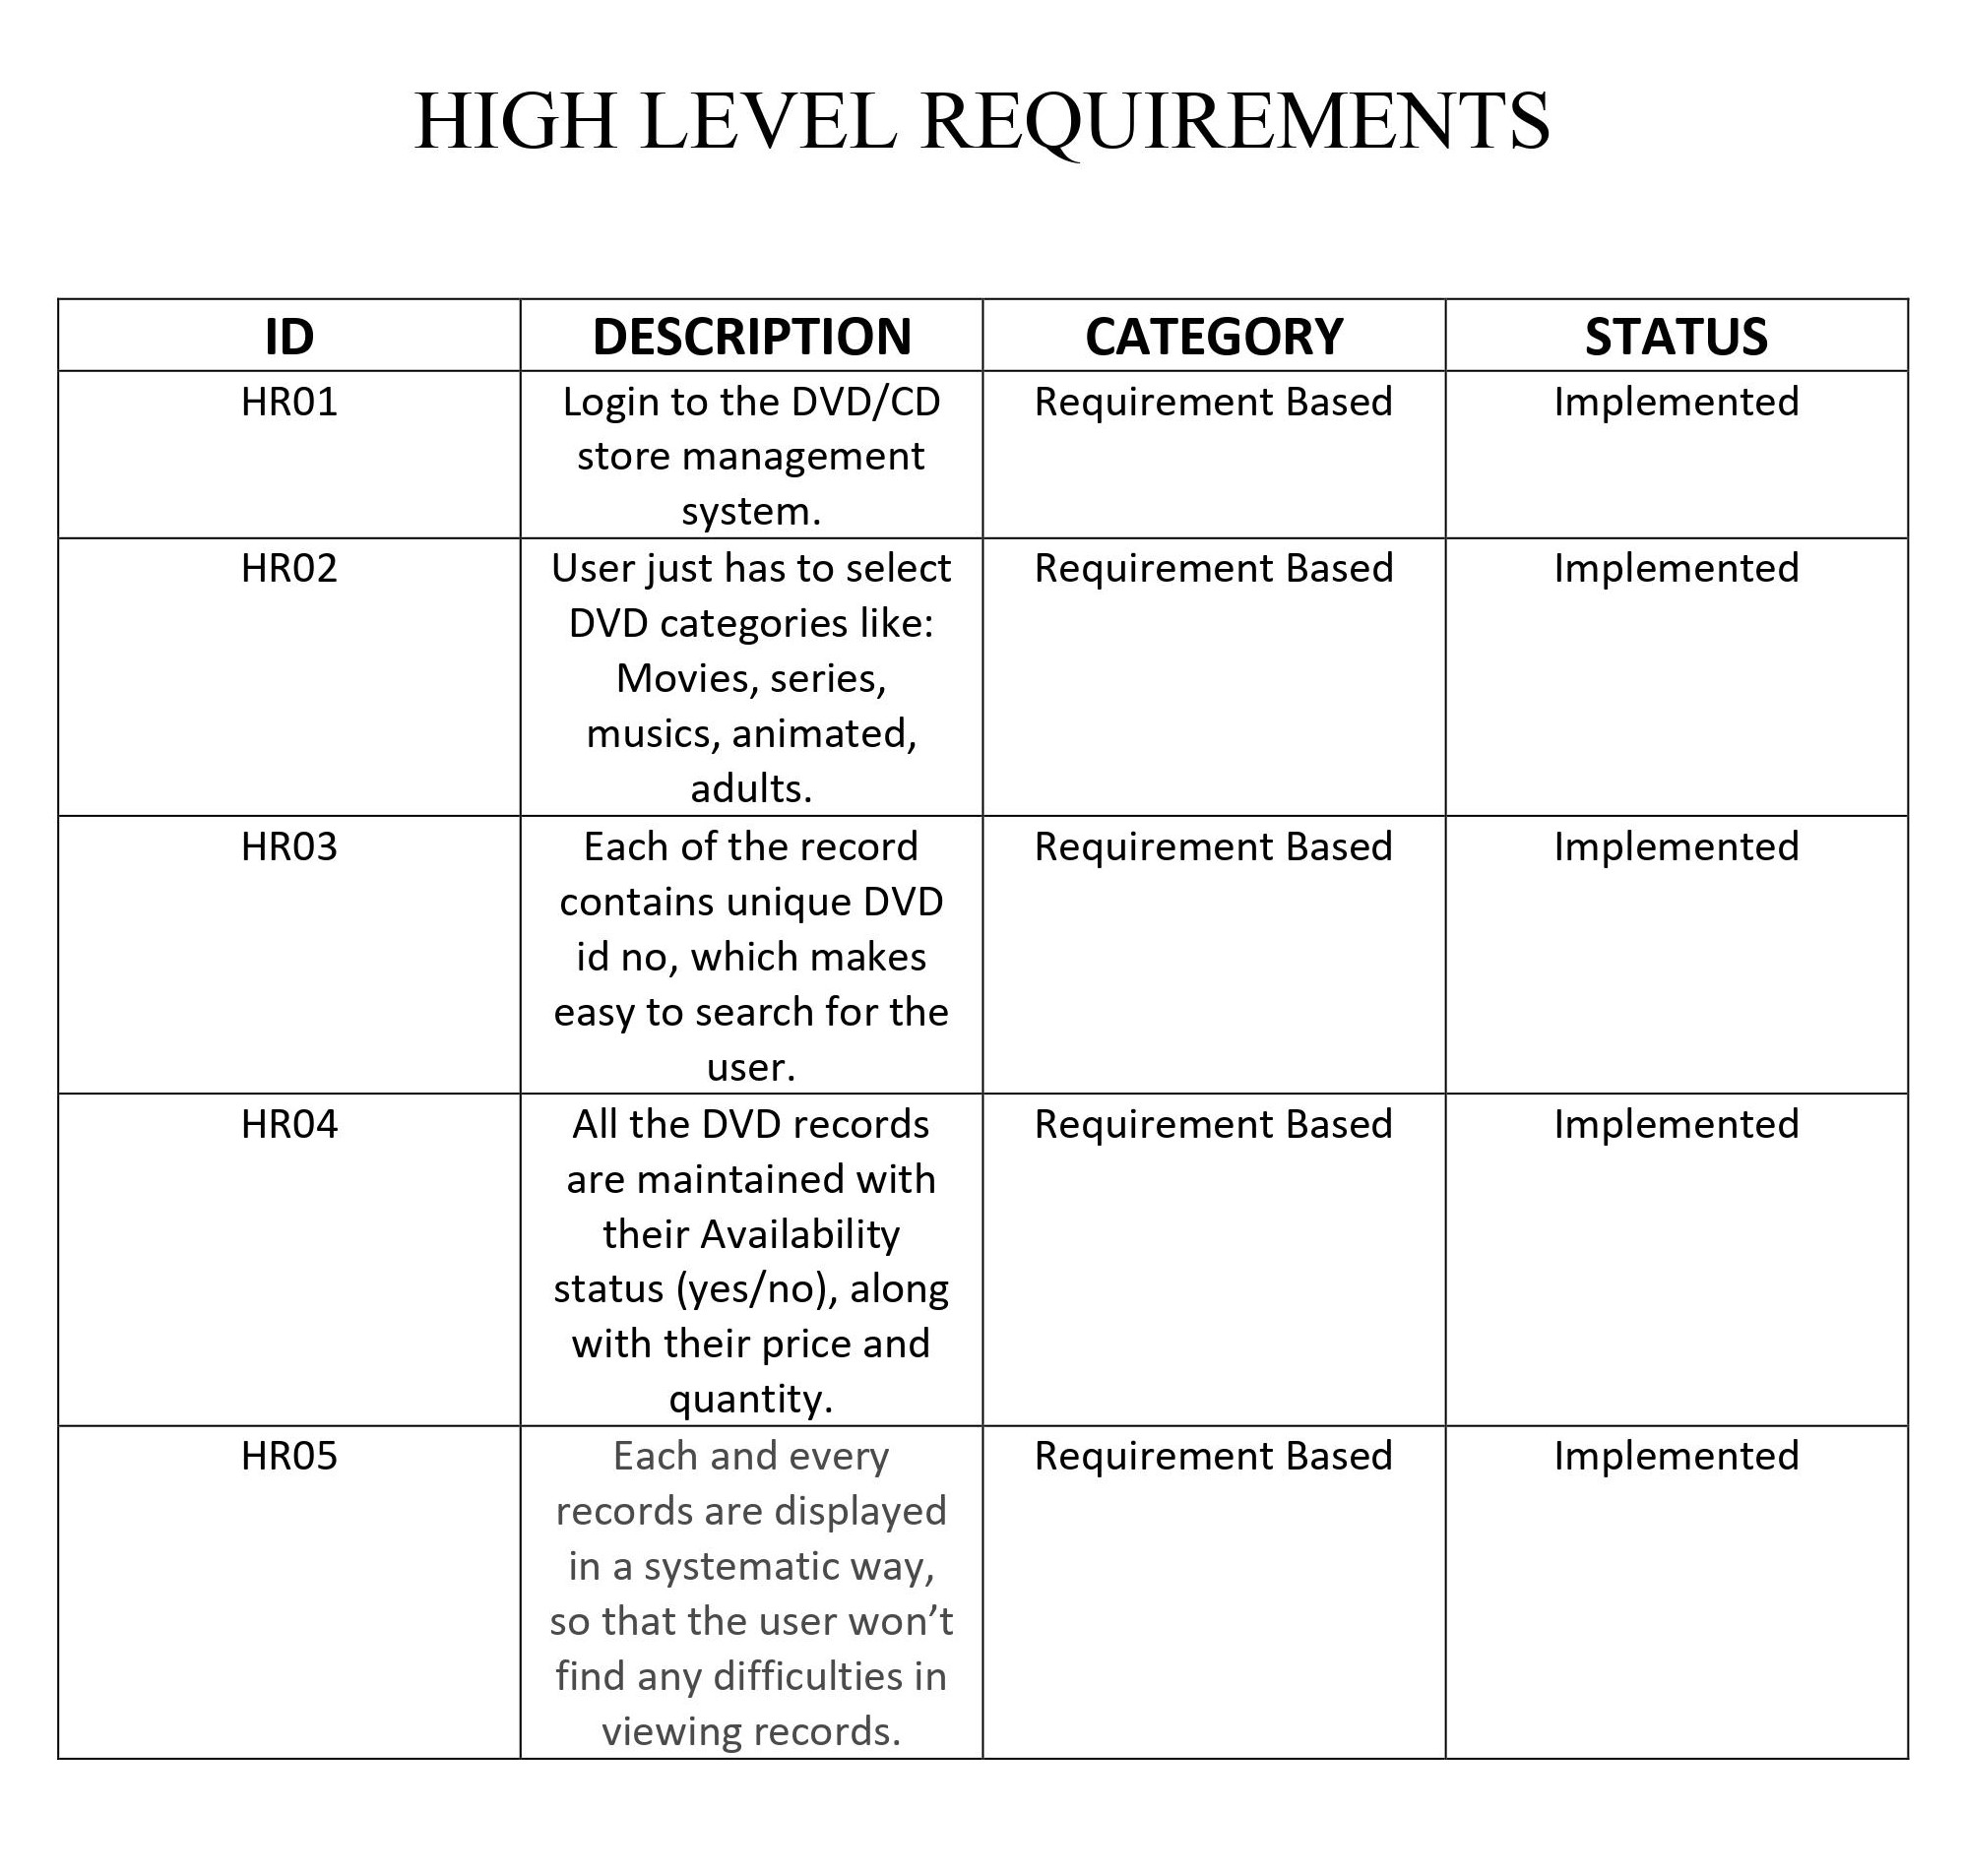 HIGH LEVEL REQUIREMENTS
ID DESCRIPTION CATEGORY STATUS
HR01 Login to the DVD/CD Requirement Based Implemented
store management
system.
HR02 User just has to select Requirement Based Implemented
DVD categories like:
Movies, series,
musics, animated,
adults.
HR03 Each of the record Requirement Based Implemented
contains unique DVD
id no, which makes
easy to search for the
user.
HR04 All the DVD records Requirement Based Implemented
are maintained with
their Availability
status (yes/no), along
with their price and
quantity.
HR05 Each and every Requirement Based Implemented
records are displayed
in a systematic way,
so that the user won’t
find any difficulties in
viewing records.